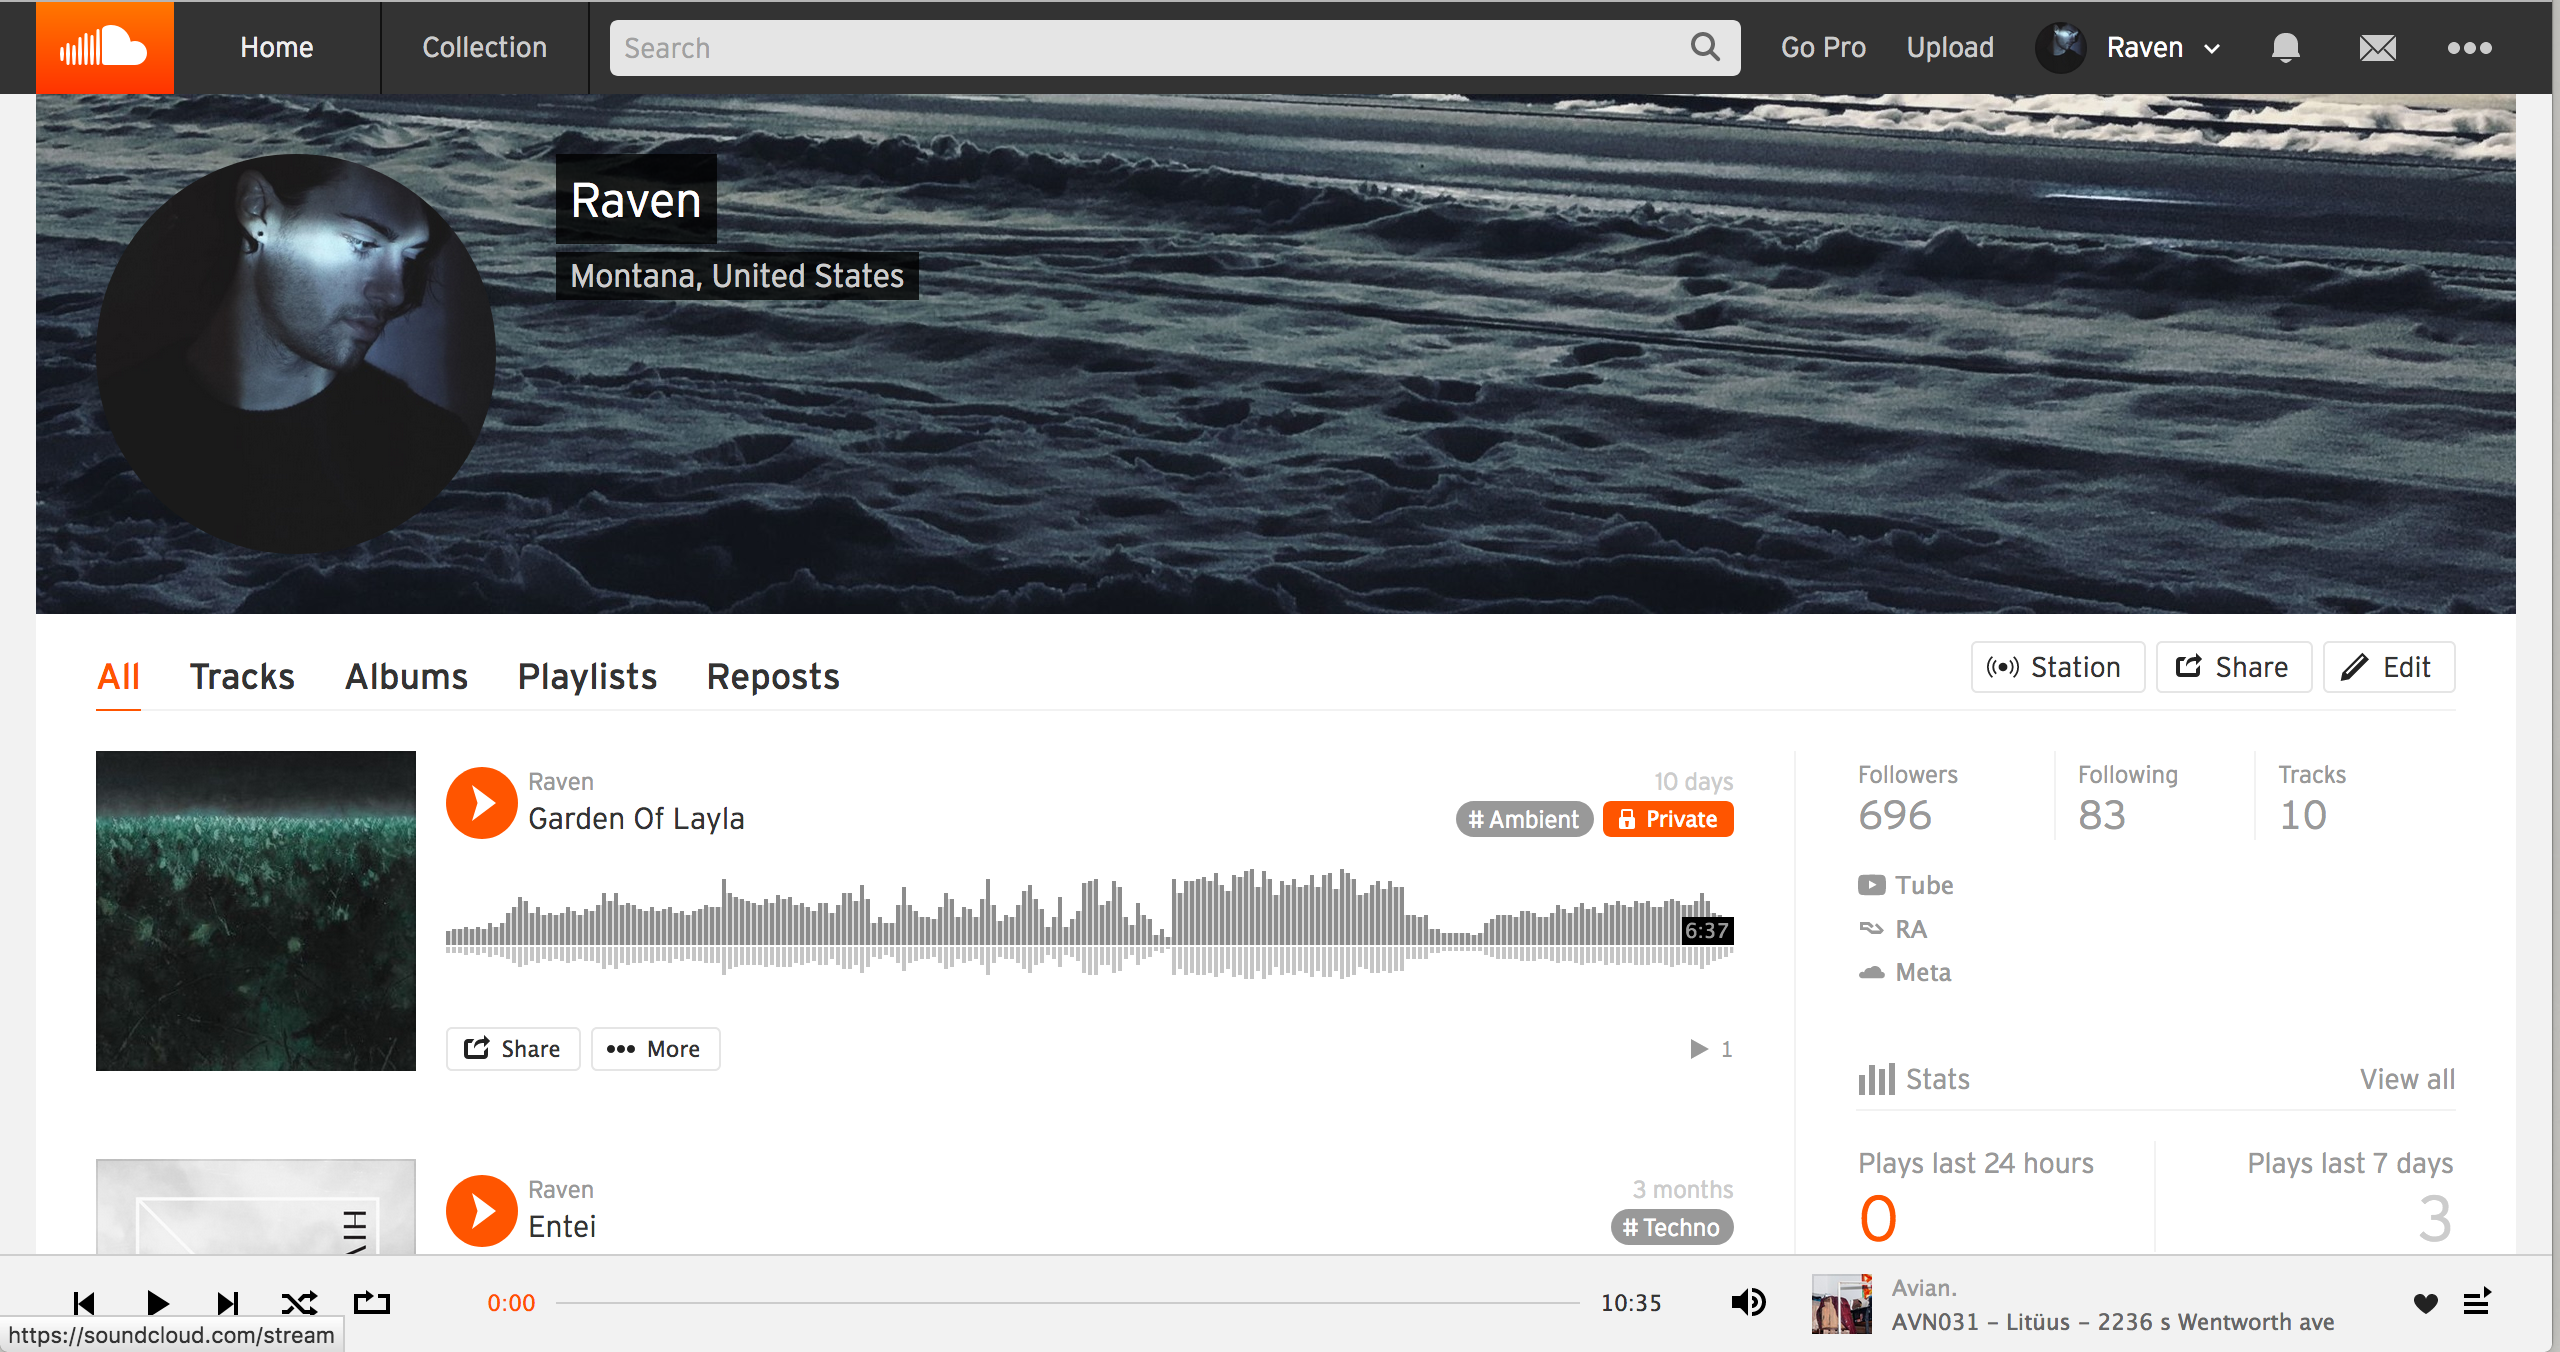 Home
Collection
Search
Go Pro
Upload
Raven
Raven
Montana, United States
All
Tracks
Albums
Playlists
Reposts
Station
Share
Edit
Raven
10 days
Garden Of Layla
# Ambient
Private
6:37
Share
More
1
Followers
696
Following
83
Tracks
10
Tube
RA
Meta
Stats
View all
Plays last 24 hours
0
Plays last 7 days
3
Raven
3 months
Entei
# Techno
0:00
10:35
Avian.
AVN031 – Litüus – 2236 s Wentworth ave
https://soundcloud.com/stream